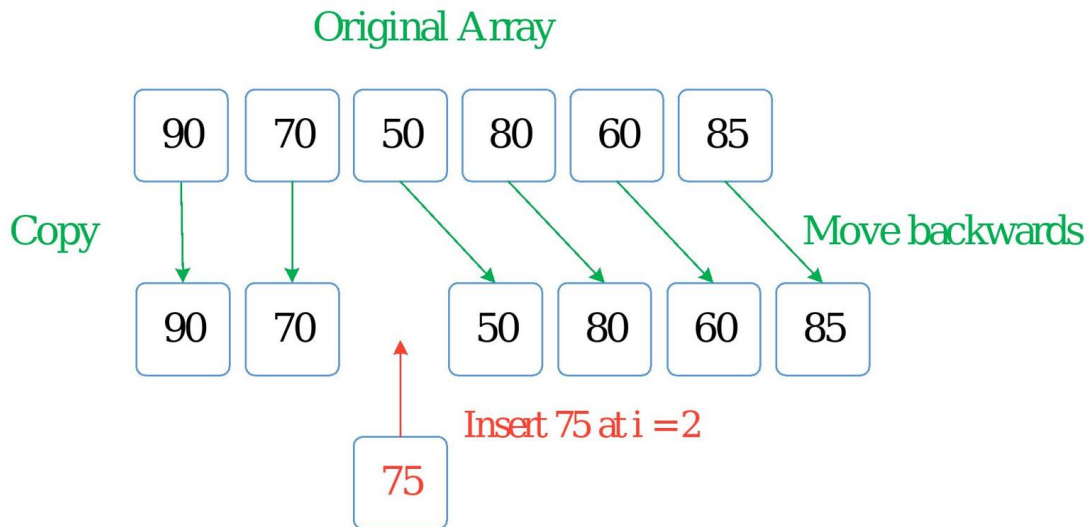 Original Array
90 70 50 80 60 85
Copy Move backwards
90 70 50 80 60 85
Insert 75 at i = 2
75